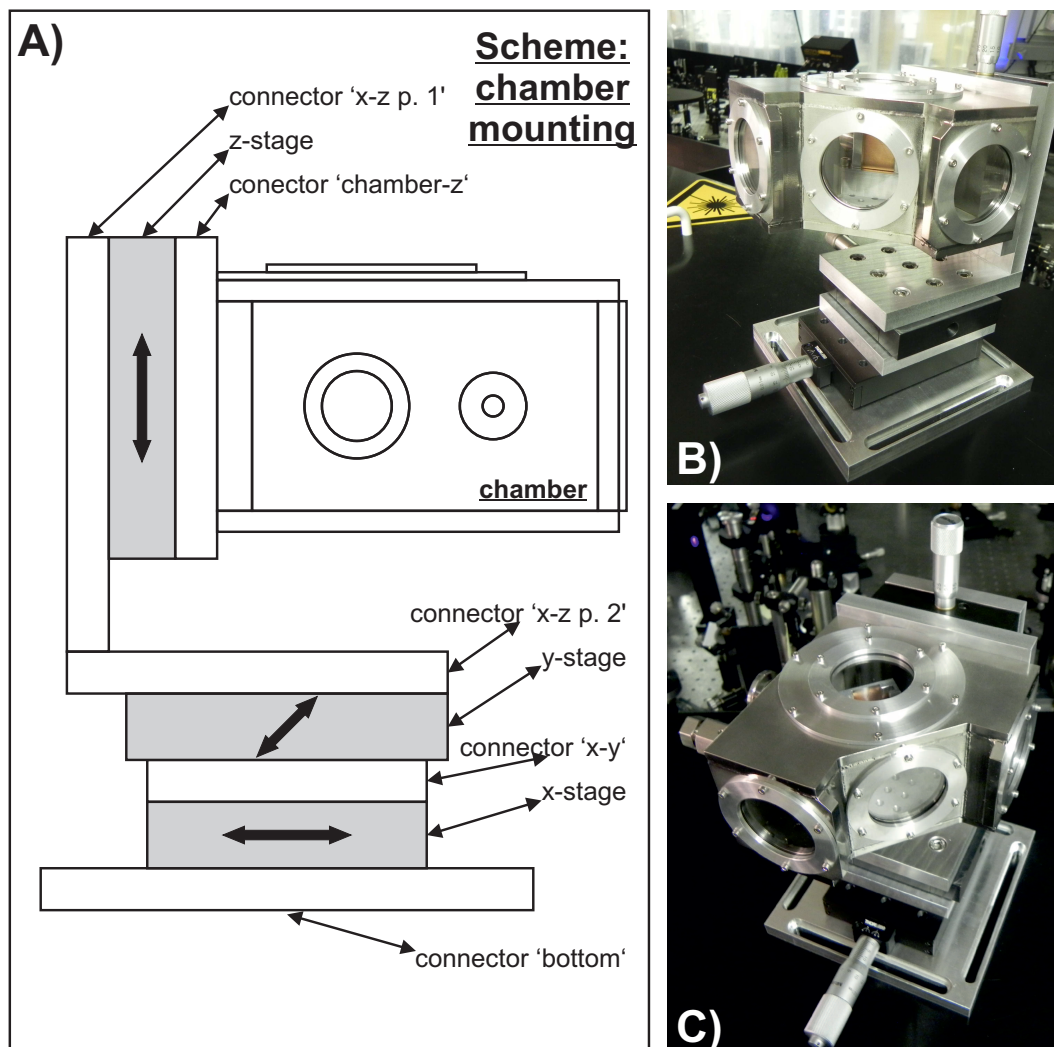 A)
Scheme:
chamber
mounting
connector ‘x-z p. 1'
z-stage
conector ‘chamber-z‘
chamber
connector ‘x-z p. 2'
y-stage
connector ‘x-y‘
x-stage
connector ‘bottom‘
B)
C)